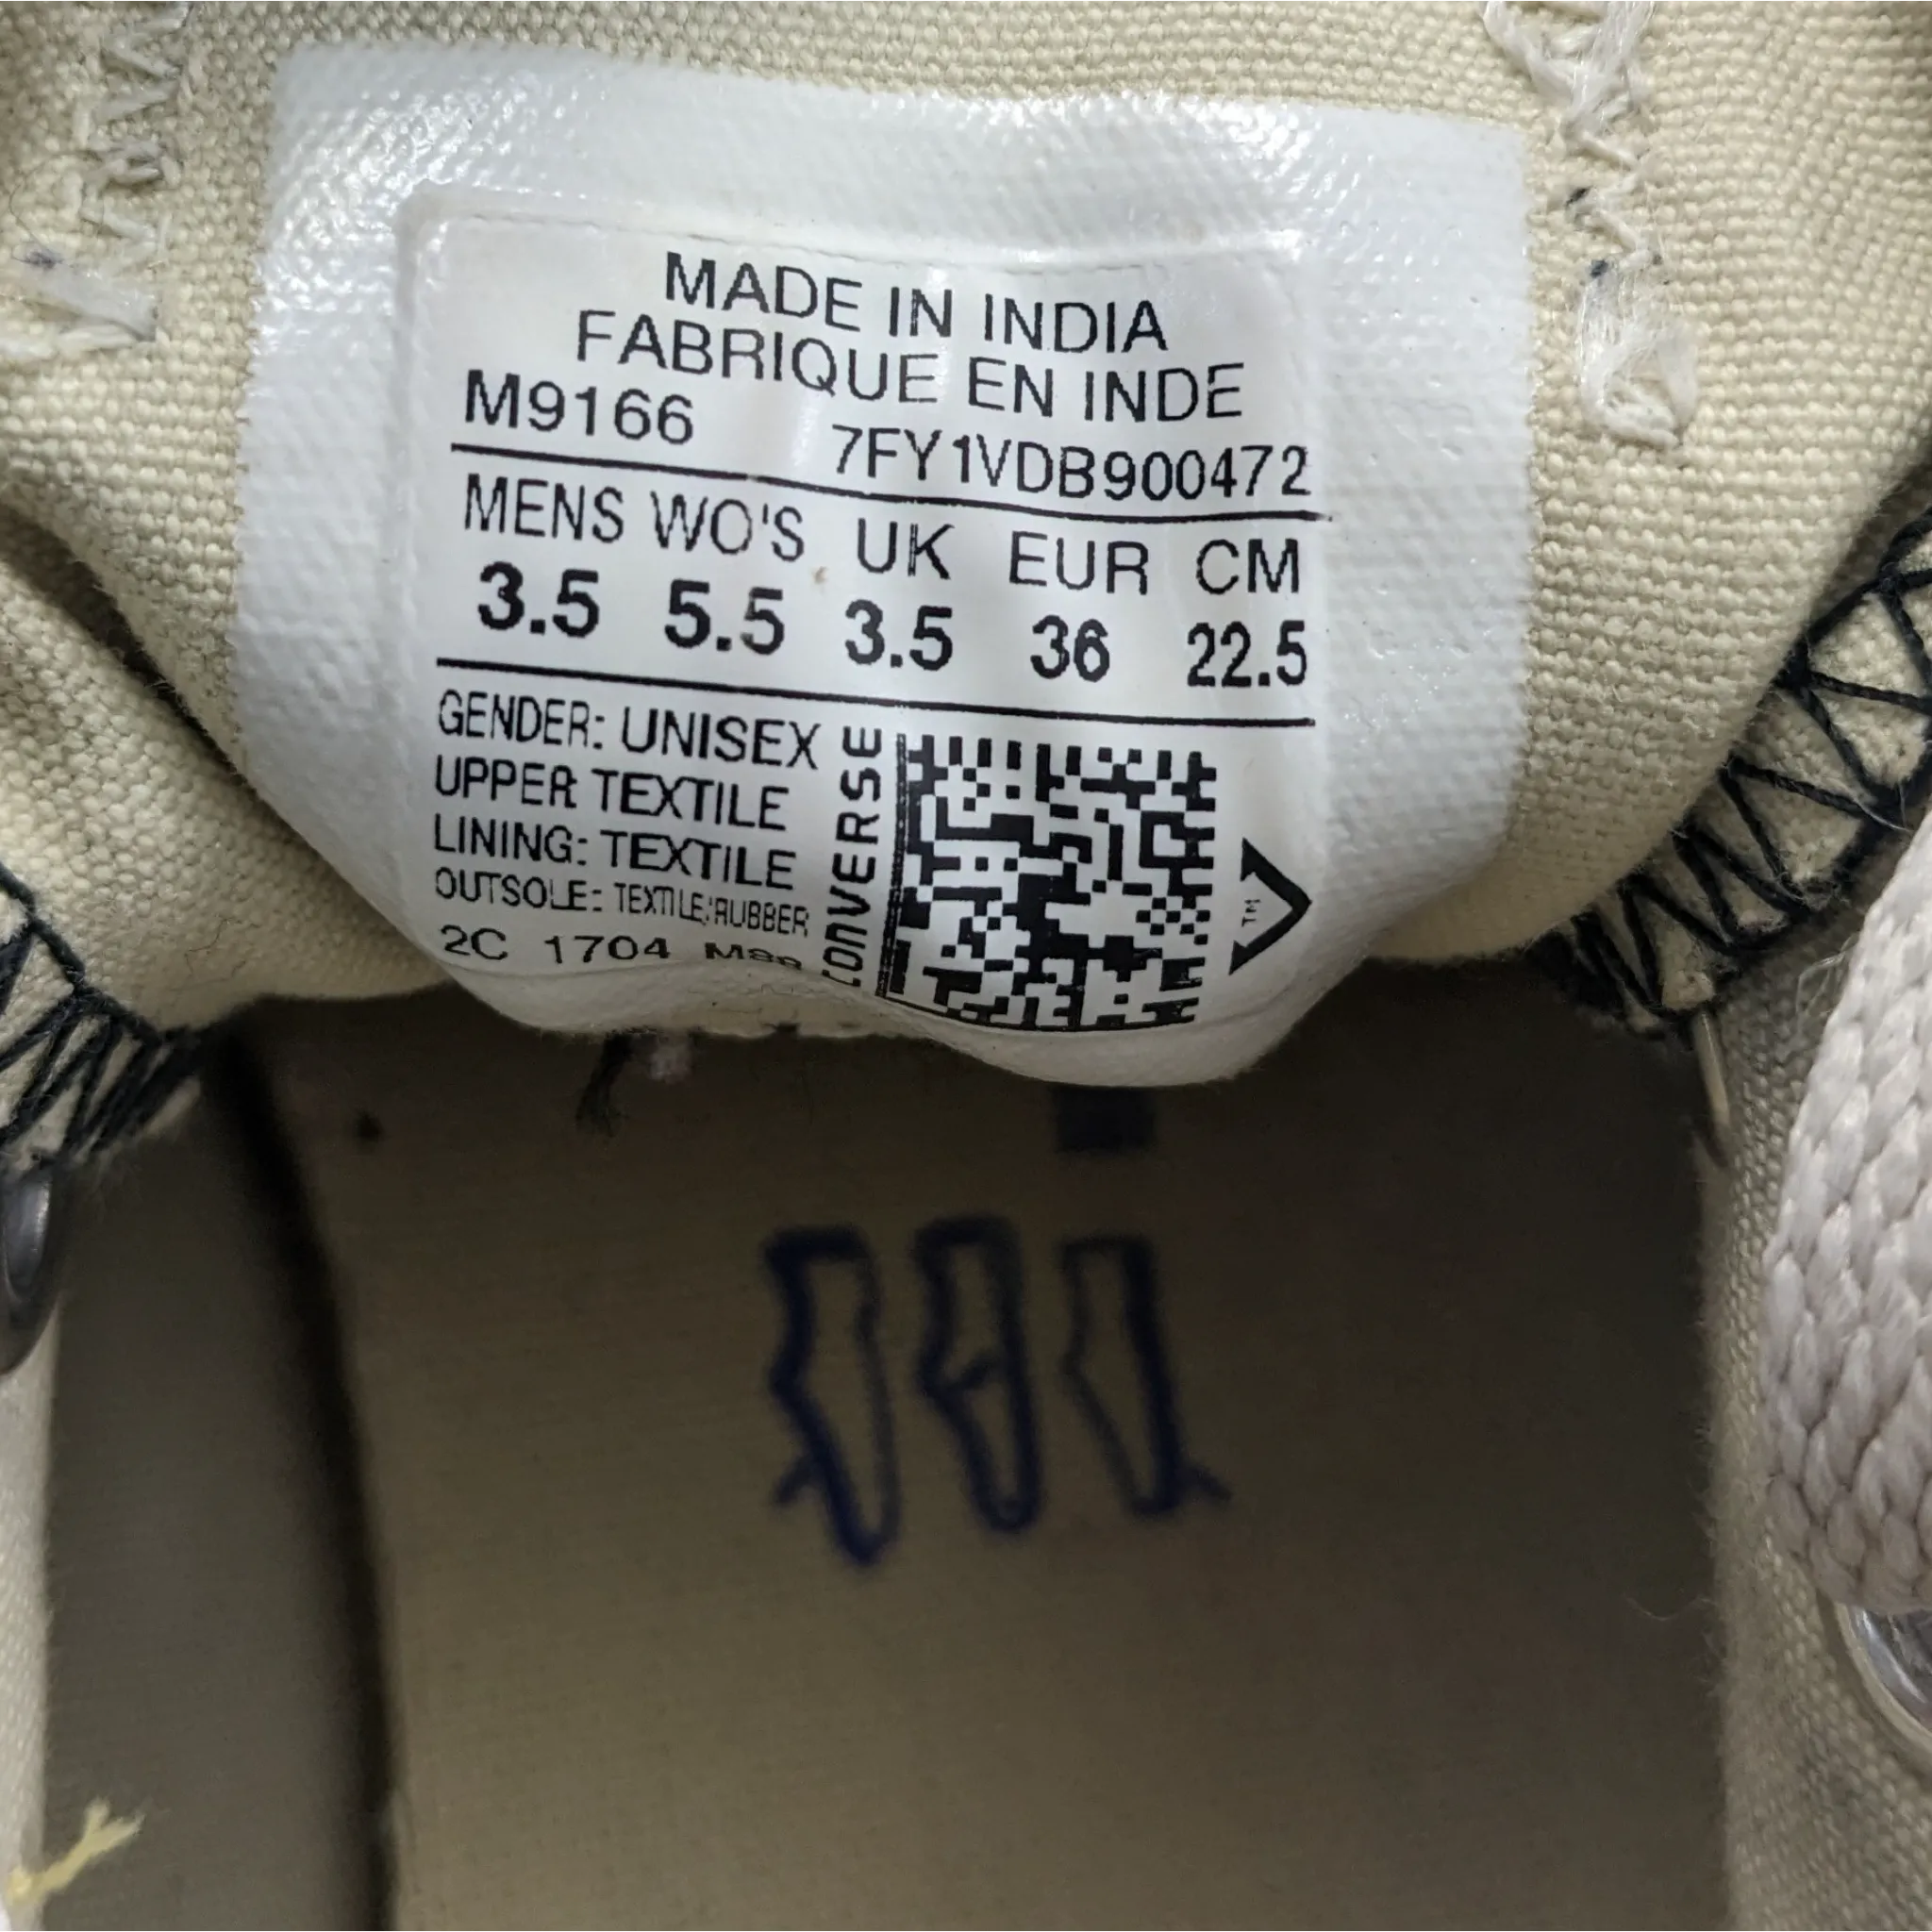 MADE IN INDIA
FABRIQUE EN INDE
M9166 7FY1VDB900472
MENS WO'S UK EUR CM
3.5 5.5 3.5 36 22.5
GENDER: UNISEX
UPPER TEXTILE
LINING: TEXTILE
OUTSOLE: TEXTILE/RUBBER
2C 1704
CONVERSE
TM